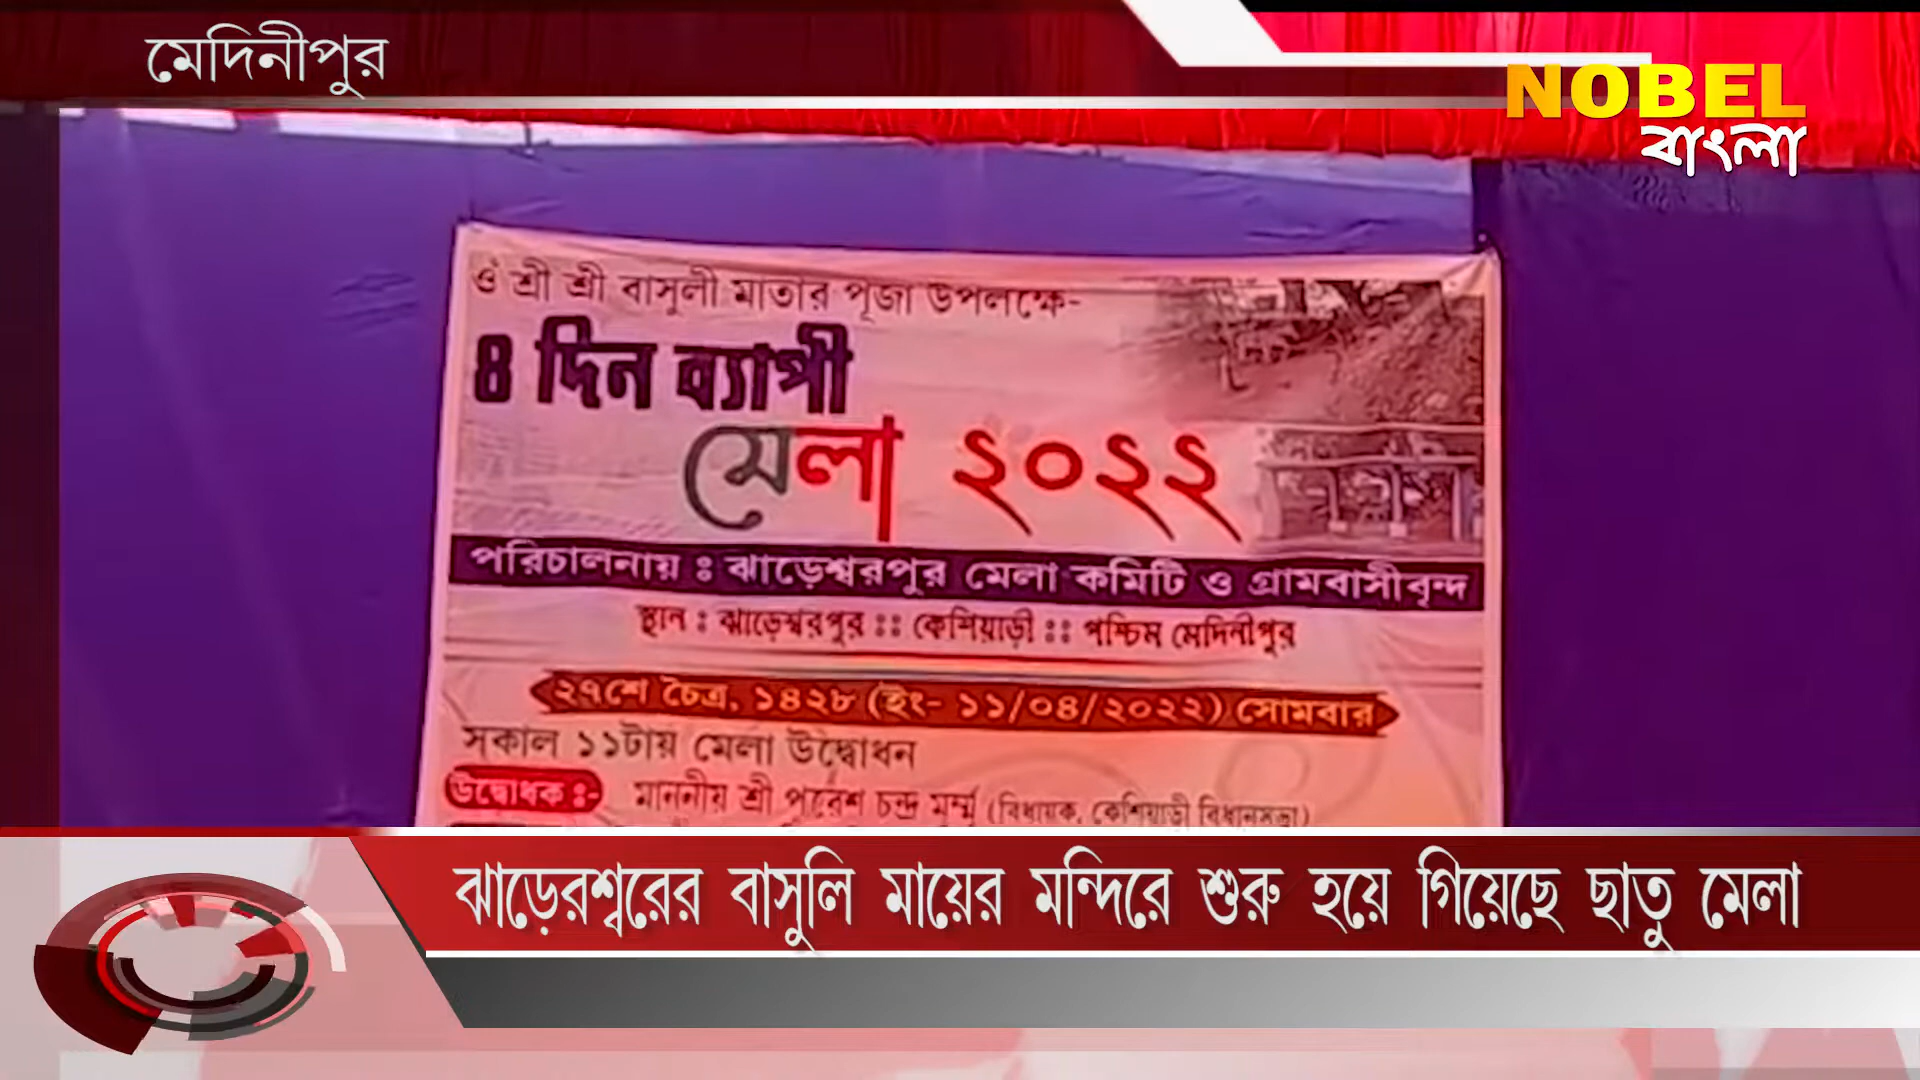 মেদিনীপুর
NOBEL
বাংলা
ওঁ শ্রী শ্রী বাসুলী মাতার পূজা উপলক্ষে-
৪ দিন ব্যাপী
মেলা ২০২২
পরিচালনায় ঃ ঝাড়েশ্বরপুর মেলা কমিটি ও গ্রামবাসীবৃন্দ
স্থান : ঝাড়েশ্বরপুর :: কেশিয়াড়ী :: পশ্চিম মেদিনীপুর
২৭শে চৈত্র, ১৪২৮ (ইং- ১১/০৪/২০২২) সোমবার
সকাল ১১টায় মেলা উদ্বোধন
উদ্বোধক ঃ- মাননীয় শ্রী পরেশ চন্দ্র মুর্ম্মু (বিধায়ক, কেশিয়াড়ী বিধানসভা)
ঝাড়েরশ্বরের বাসুলি মায়ের মন্দিরে শুরু হয়ে গিয়েছে ছাতু মেলা